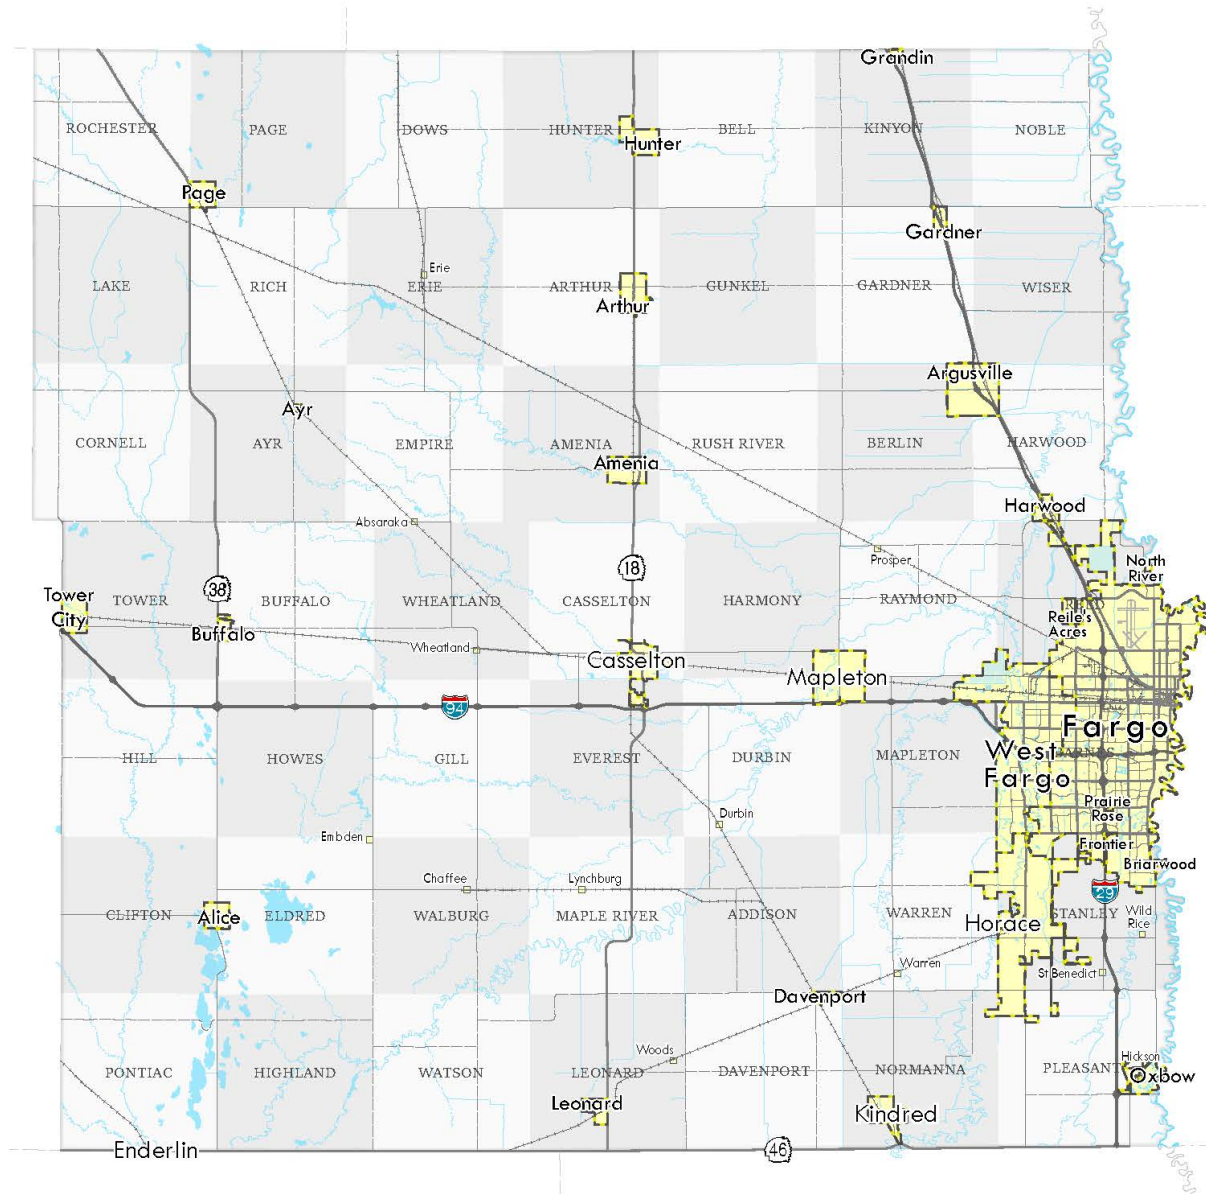 Grandin
ROCHESTER
PAGE
DOWS
HUNTER
BELL
KINYON
NOBLE
Hunter
Page
Gardner
Erie
LAKE
RICH
ERIE
ARTHUR
GUNKEL
GARDNER
WISER
Arthur
Argusville
Ayr
CORNELL
AYR
EMPIRE
AMENIA
RUSH RIVER
BERLIN
HARWOOD
Amenia
Harwood
Absaraka
Prosper
North
River
18
38
Tower
City
TOWER
BUFFALO
WHEATLAND
CASSELTON
HARMONY
RAYMOND
REED
Reile's
Acres
Buffalo
Wheatland
Casselton
Mapleton
94
Fargo
West
Fargo
BARNES
HILL
HOWES
GILL
EVEREST
DURBIN
MAPLETON
Prairie
Rose
Durbin
Embden
Frontier
Briarwood
Chaffee
Lynchburg
29
CLIFTON
Alice
ELDRED
WALBURG
MAPLE RIVER
ADDISON
WARREN
Horace
STANLEY
Wild
Rice
Warren
St Benedict
Davenport
Woods
Hickson
PONTIAC
HIGHLAND
WATSON
LEONARD
DAVENPORT
NORMANNA
PLEASANT
Oxbow
Leonard
Kindred
Enderlin
46